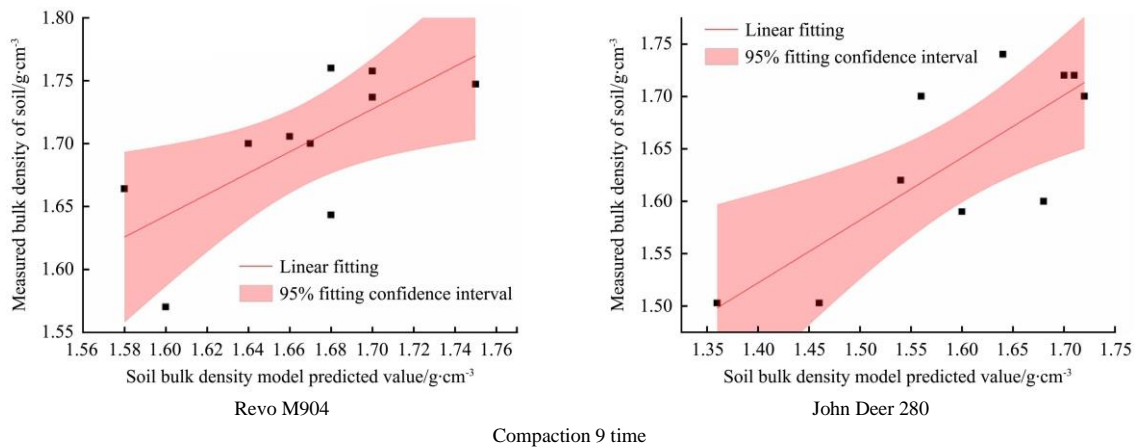 1.80
1.75
1.70
1.65
1.60
1.55
Measured bulk density of soil/g·cm⁻³
Linear fitting
95% fitting confidence interval
1.56 1.58 1.60 1.62 1.64 1.66 1.68 1.70 1.72 1.74 1.76
Soil bulk density model predicted value/g·cm⁻³
Revo M904
1.75
1.70
1.65
1.60
1.55
1.50
Measured bulk density of soil/g·cm⁻³
Linear fitting
95% fitting confidence interval
1.35 1.40 1.45 1.50 1.55 1.60 1.65 1.70 1.75
Soil bulk density model predicted value/g·cm⁻³
John Deer 280
Compaction 9 time